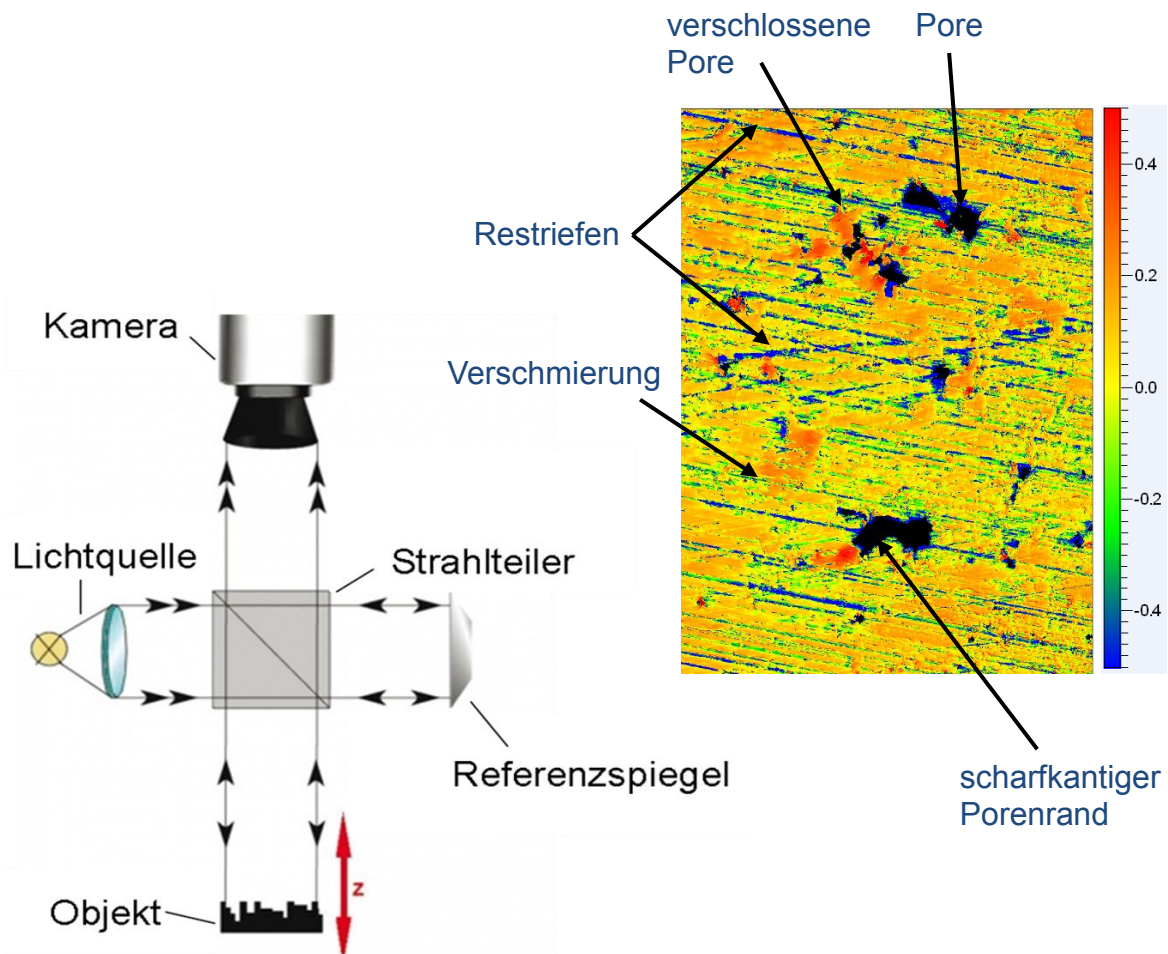 verschlossene
Pore
Pore
Restriefen
Verschmierung
scharfkantiger
Porenrand
0.4
0.2
0.0
-0.2
-0.4
Kamera
Lichtquelle
Strahlteiler
Referenzspiegel
z
Objekt